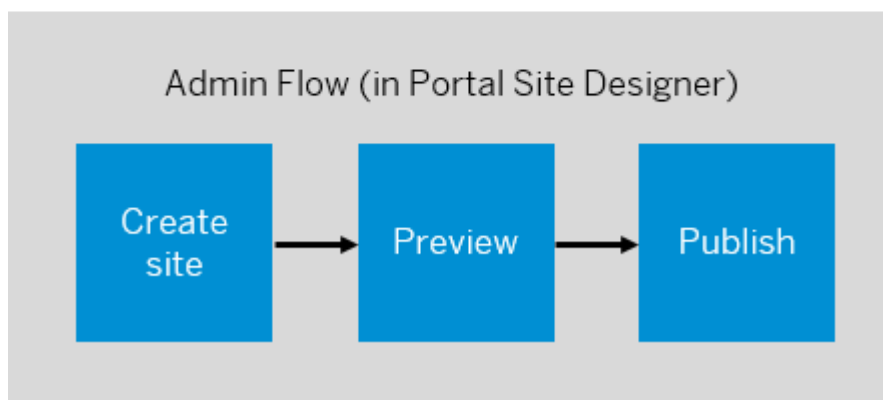 Admin Flow (in Portal Site Designer)
Create
site
Preview
Publish